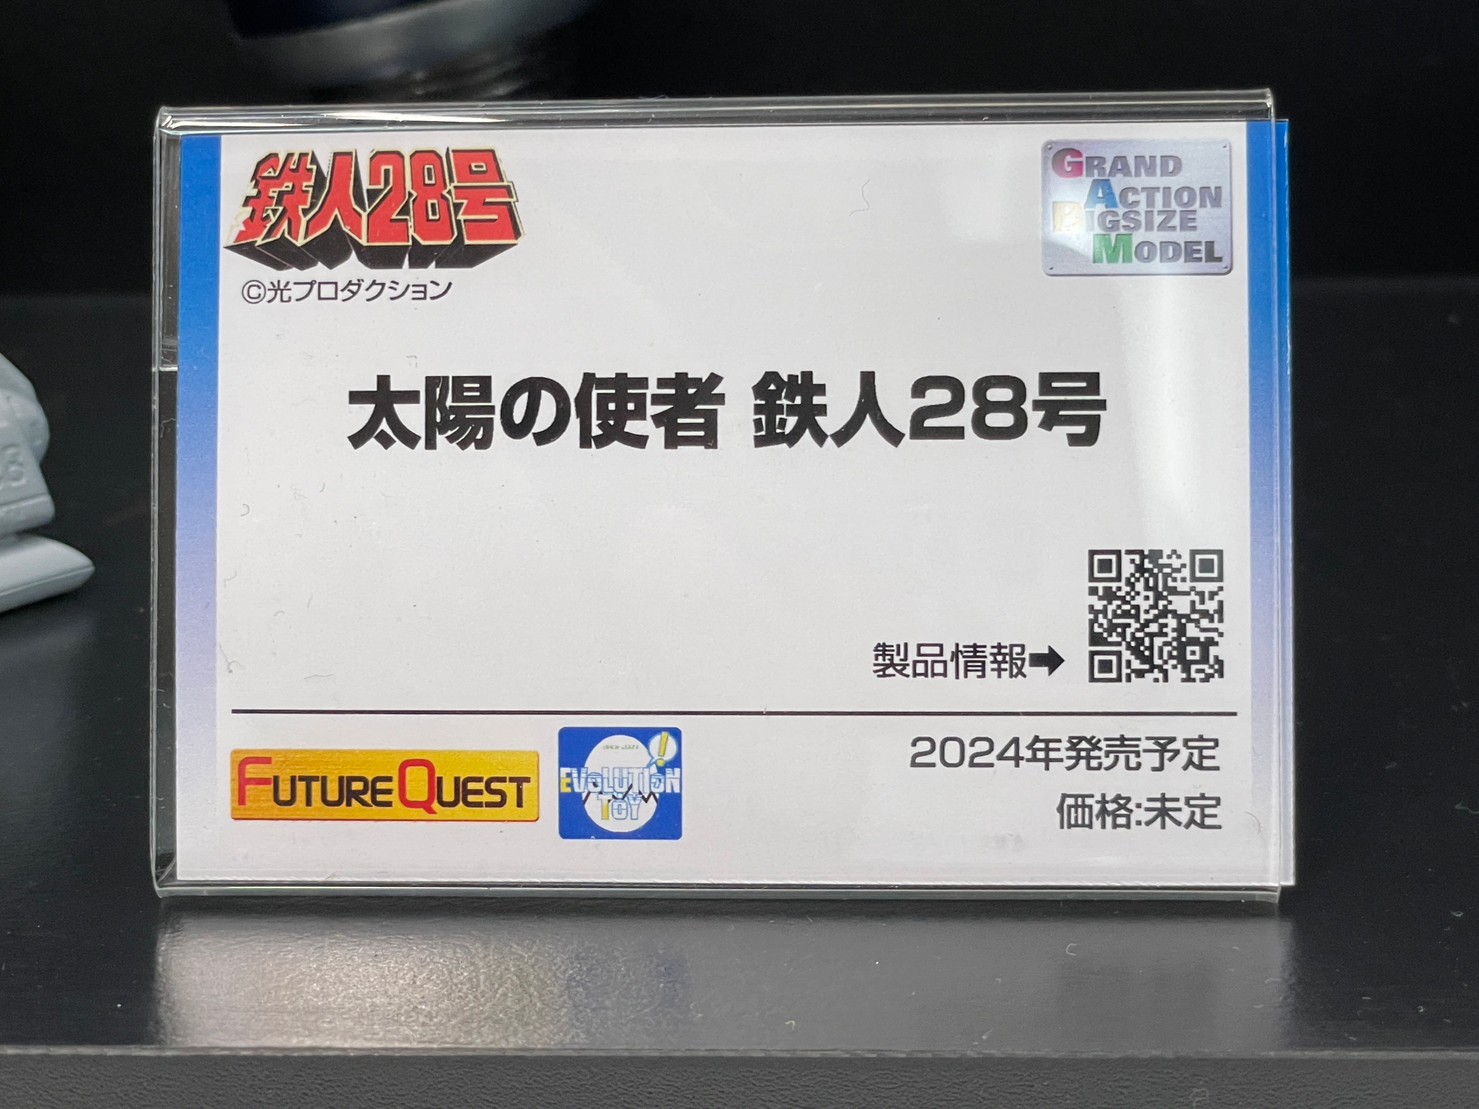 鉄人28号
©光プロダクション
GRAND
ACTION
BIGSIZE
MODEL
太陽の使者 鉄人28号
製品情報➡
FUTURE QUEST
EVOLUTION
TOY
2024年発売予定
価格:未定